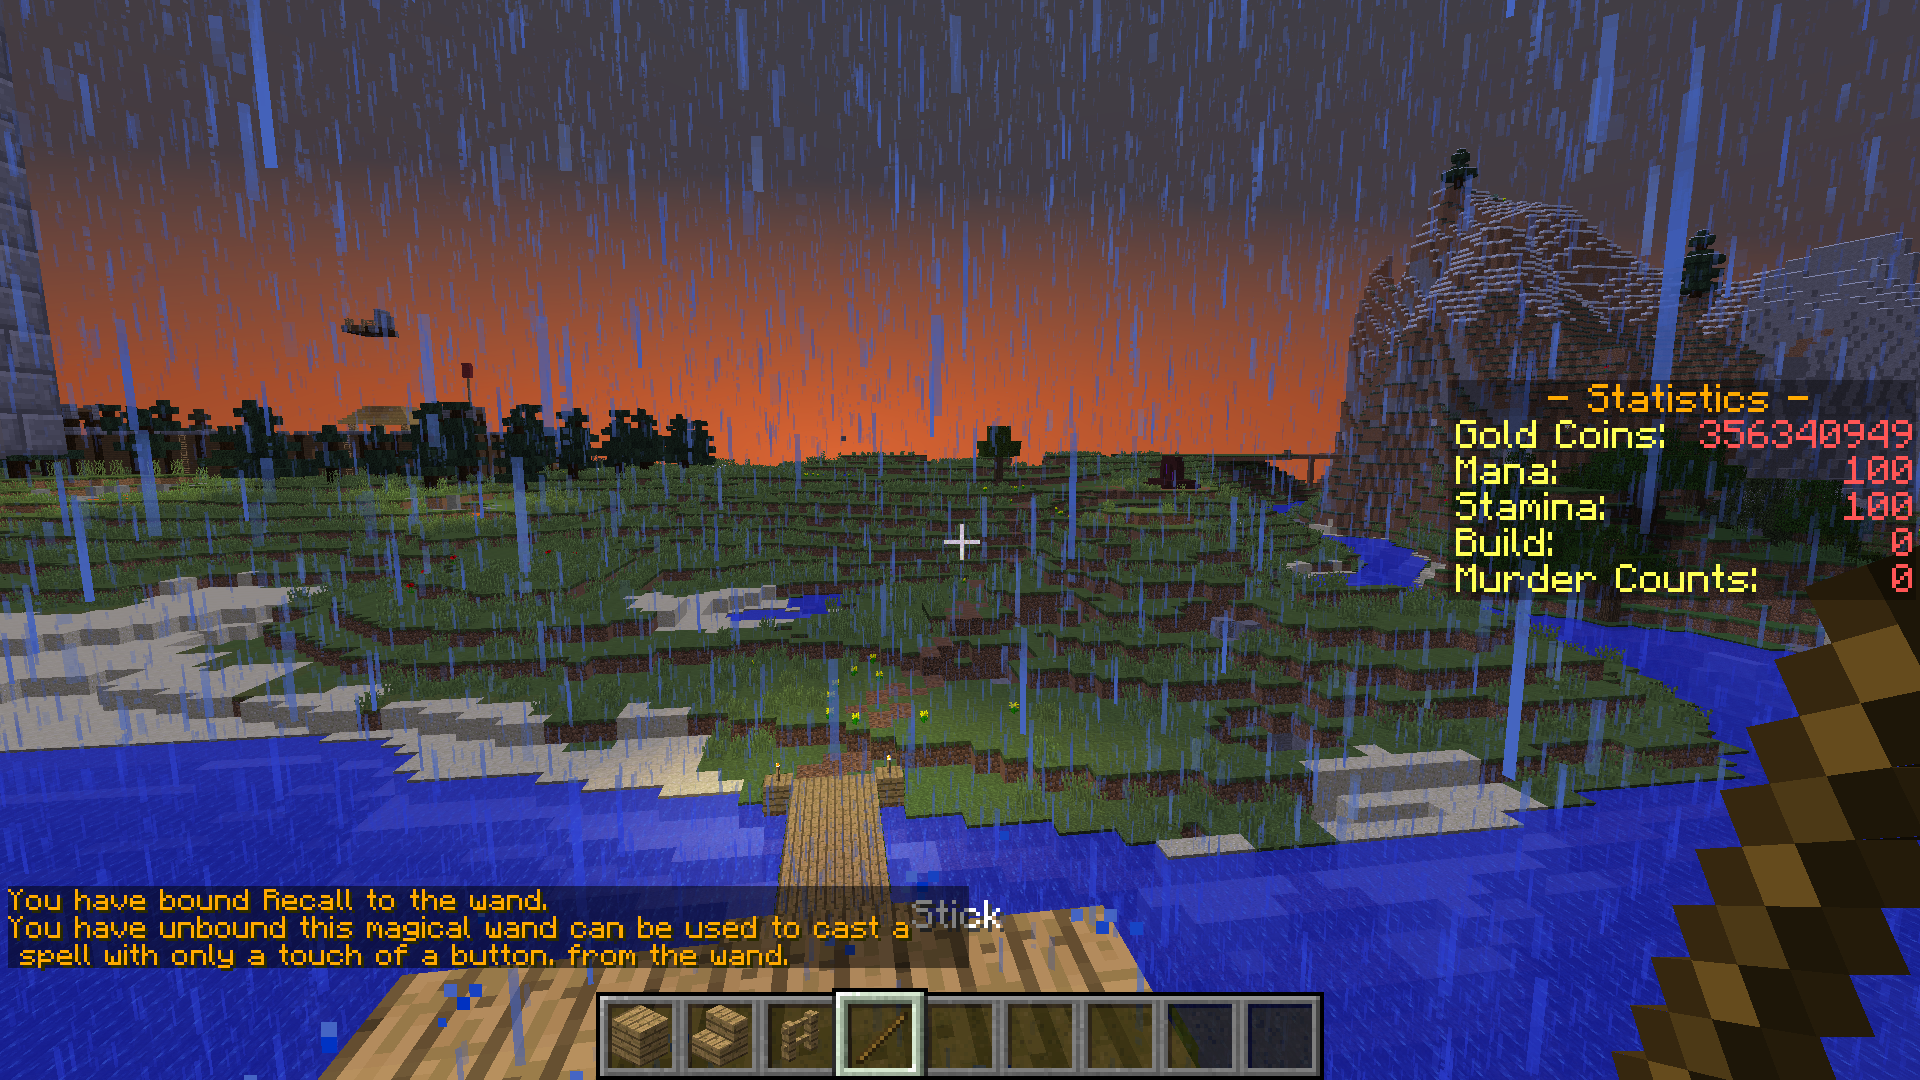 - Statistics -
Gold Coins: 356340949
Mana: 100
Stamina: 100
Build: 0
Murder Counts: 0
You have bound Recall to the wand.
You have unbound this magical wand can be used to cast a
spell with only a touch of a button. from the wand.
Stick